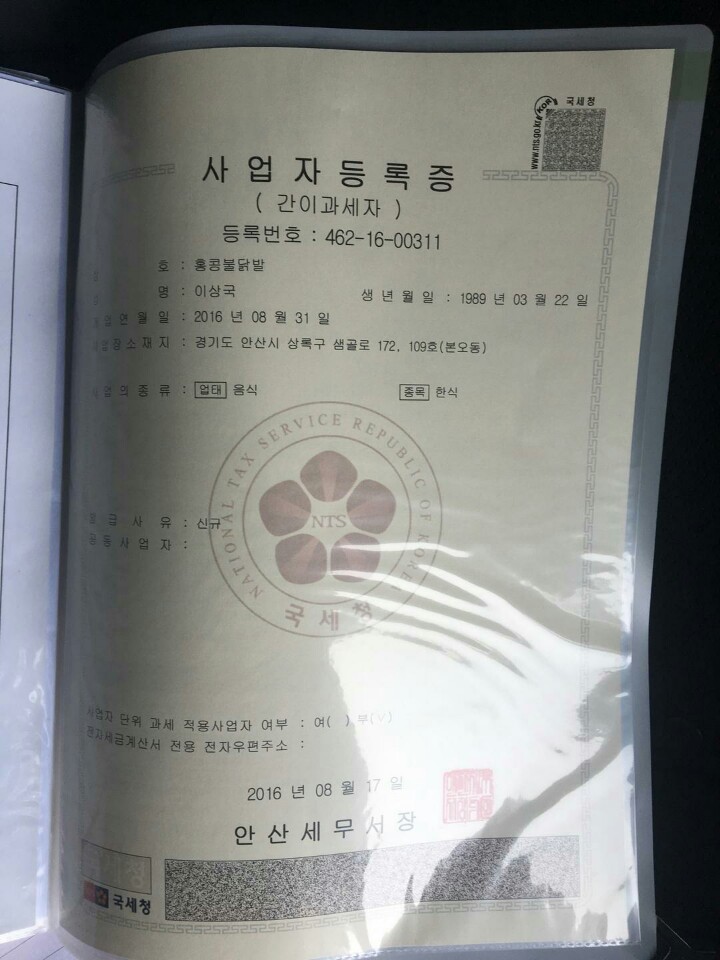 국세청
www.nts.go.kr
KOR
사업자등록증
( 간이과세자 )
등록번호 : 462-16-00311
호 : 홍콩불닭발
명 : 이상국 생년월일 : 1989 년 03 월 22 일
개업연월일 : 2016 년 08 월 31 일
사업장소재지 : 경기도 안산시 상록구 샘골로 172, 109호(본오동)
사업의종류 : 업태 음식 종목 한식
NATIONAL TAX SERVICE REPUBLIC OF KOREA
NTS
국세청
발급사유 : 신규
공동사업자 :
사업자 단위 과세 적용사업자 여부 : 여( ) 부(v)
전자세금계산서 전용 전자우편주소 :
2016 년 08 월 17 일
안산세무서장
국세청